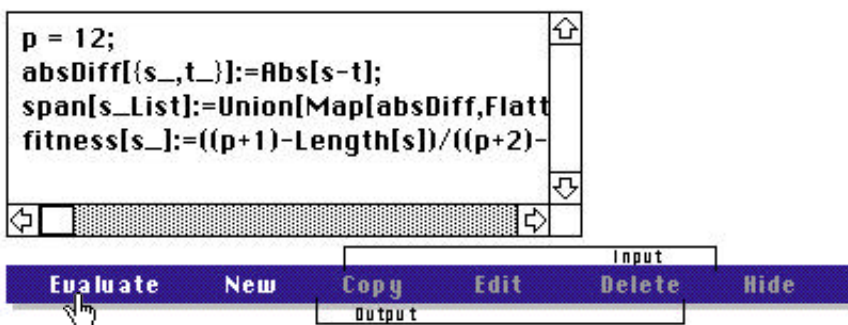 p = 12;
absDiff[{s_,t_}]:=Abs[s-t];
span[s_List]:=Union[Map[absDiff,Flatt
fitness[s_]:=((p+1)-Length[s])/((p+2)-
Input
Evaluate New Copy Edit Delete Hide
Output